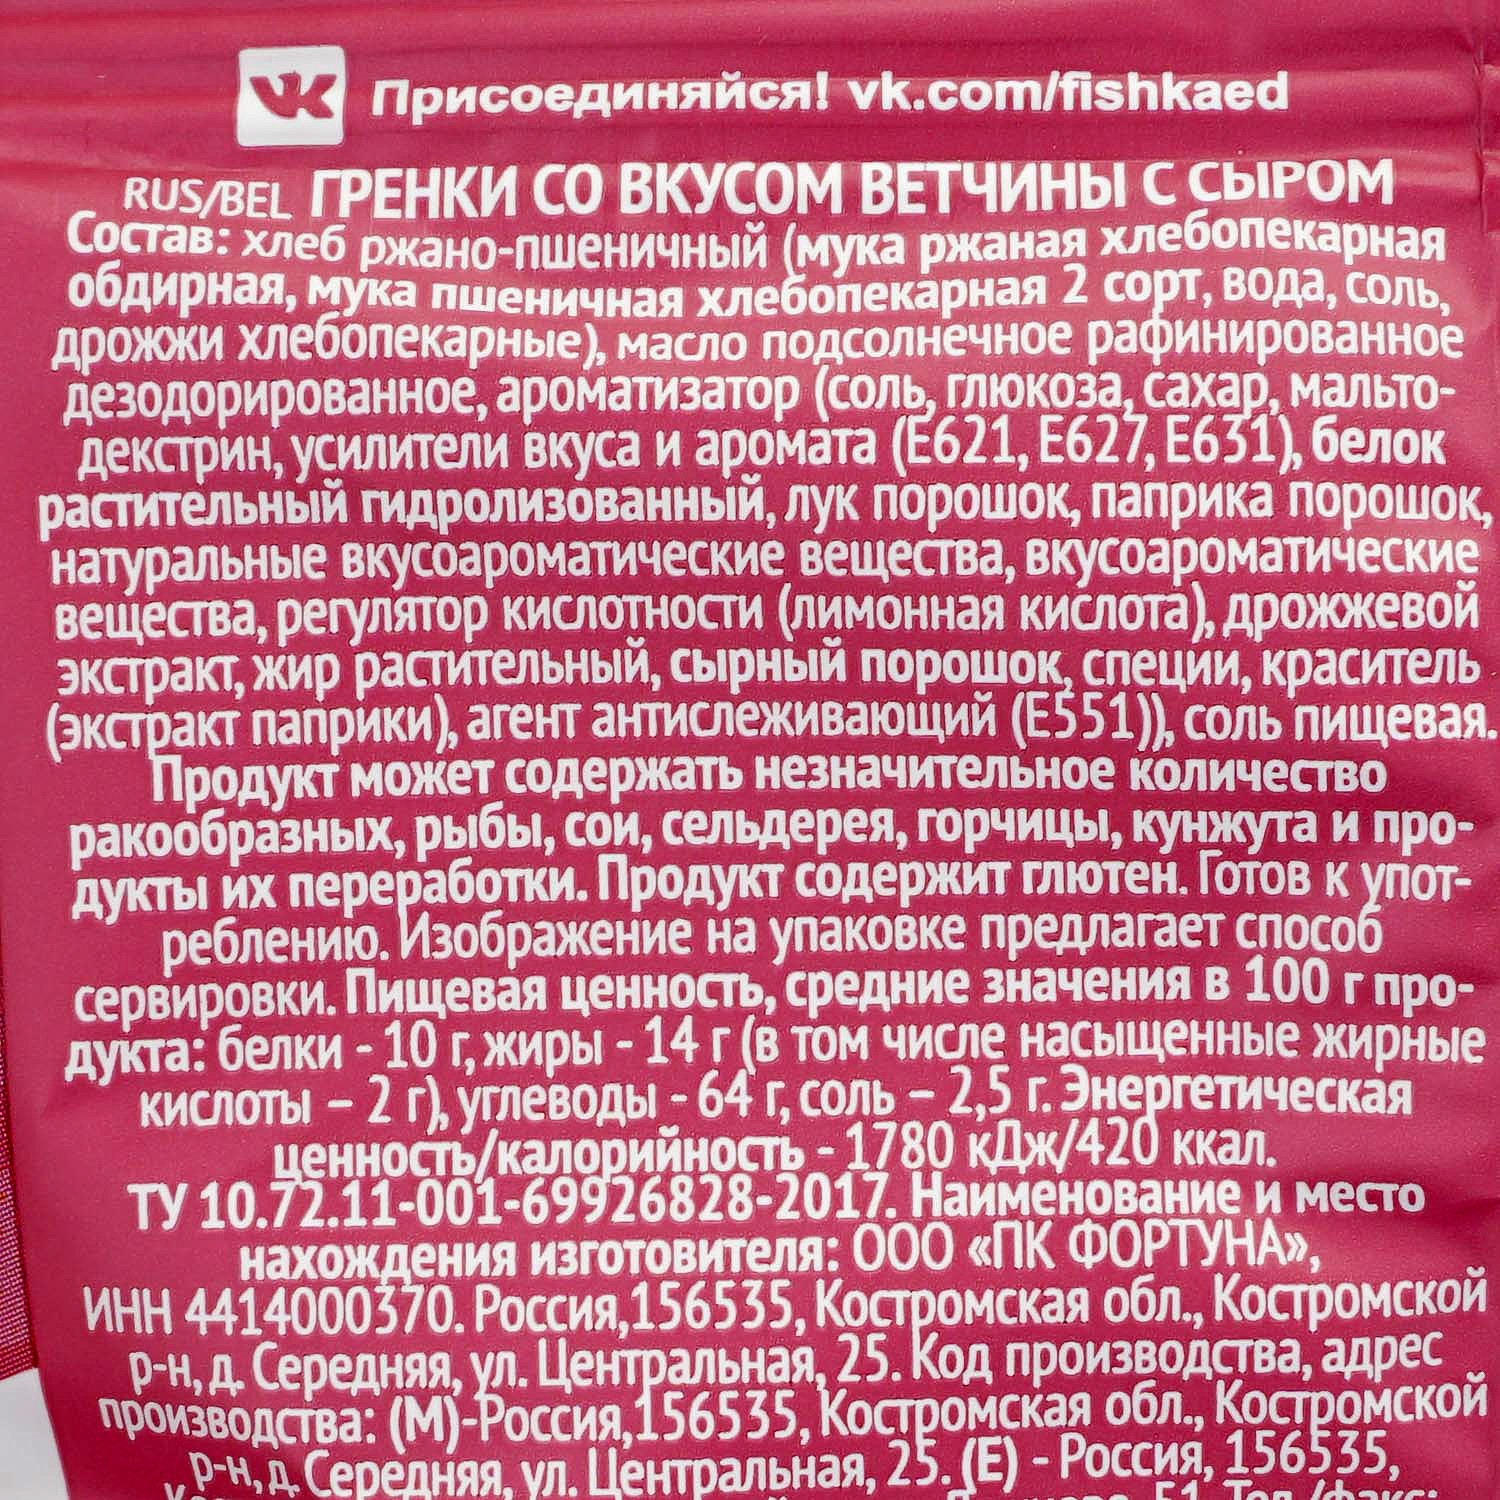 Присоединяйся! vk.com/fishkaed
RUS/BEL ГРЕНКИ СО ВКУСОМ ВЕТЧИНЫ С СЫРОМ
Состав: хлеб ржано-пшеничный (мука ржаная хлебопекарная
обдирная, мука пшеничная хлебопекарная 2 сорт, вода, соль,
дрожжи хлебопекарные), масло подсолнечное рафинированное
дезодорированное, ароматизатор (соль, глюкоза, сахар, мальто-
декстрин, усилители вкуса и аромата (Е621, Е627, Е631), белок
растительный гидролизованный, лук порошок, паприка порошок,
натуральные вкусоароматические вещества, вкусоароматические
вещества, регулятор кислотности (лимонная кислота), дрожжевой
экстракт, жир растительный, сырный порошок, специи, краситель
(экстракт паприки), агент антислеживающий (Е551)), соль пищевая.
Продукт может содержать незначительное количество
ракообразных, рыбы, сои, сельдерея, горчицы, кунжута и про-
дукты их переработки. Продукт содержит глютен. Готов к упот-
реблению. Изображение на упаковке предлагает способ
сервировки. Пищевая ценность, средние значения в 100 г про-
дукта: белки - 10 г, жиры - 14 г (в том числе насыщенные жирные
кислоты – 2 г), углеводы - 64 г, соль – 2,5 г. Энергетическая
ценность/калорийность - 1780 кДж/420 ккал.
ТУ 10.72.11-001-69926828-2017. Наименование и место
нахождения изготовителя: ООО «ПК ФОРТУНА»,
ИНН 4414000370. Россия,156535, Костромская обл., Костромской
р-н, д. Середняя, ул. Центральная, 25. Код производства, адрес
производства: (М)-Россия,156535, Костромская обл., Костромской
р-н, д. Середняя, ул. Центральная, 25. (Е) - Россия, 156535,
51. Тел./факс: